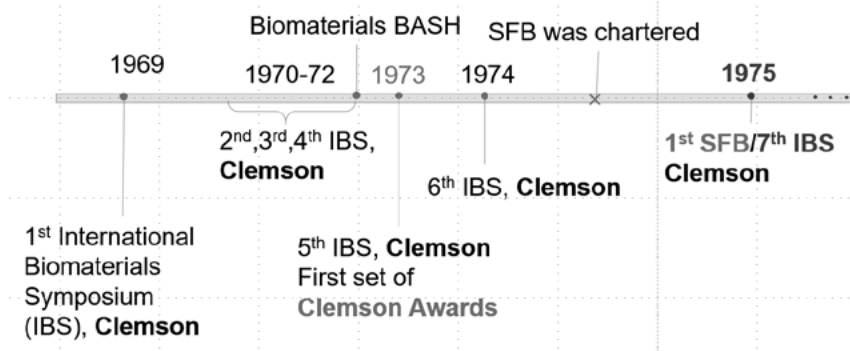 Biomaterials BASH
SFB was chartered
1969
1970-72
1973
1974
1975
2nd,3rd,4th IBS,
Clemson
1st SFB/7th IBS
Clemson
6th IBS, Clemson
1st International
Biomaterials
Symposium
(IBS), Clemson
5th IBS, Clemson
First set of
Clemson Awards